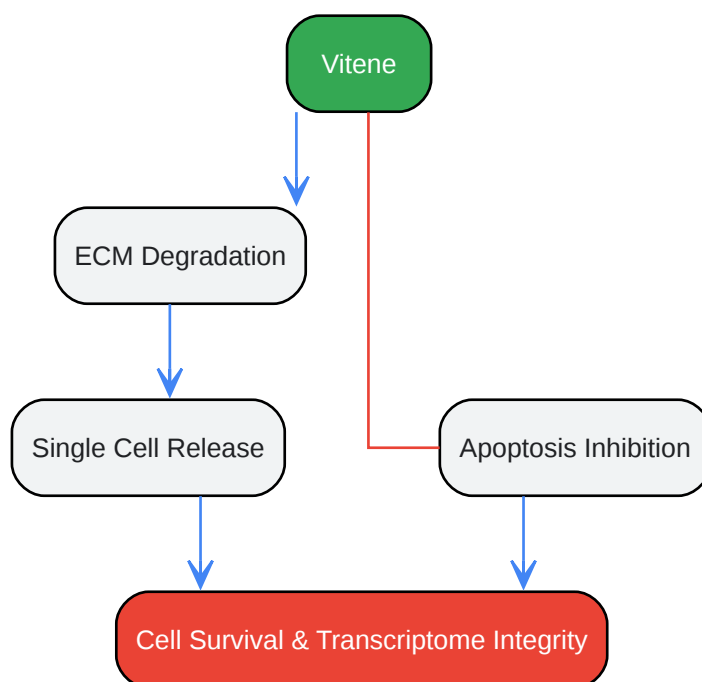 Vitene
ECM Degradation
Single Cell Release
Apoptosis Inhibition
Cell Survival & Transcriptome Integrity